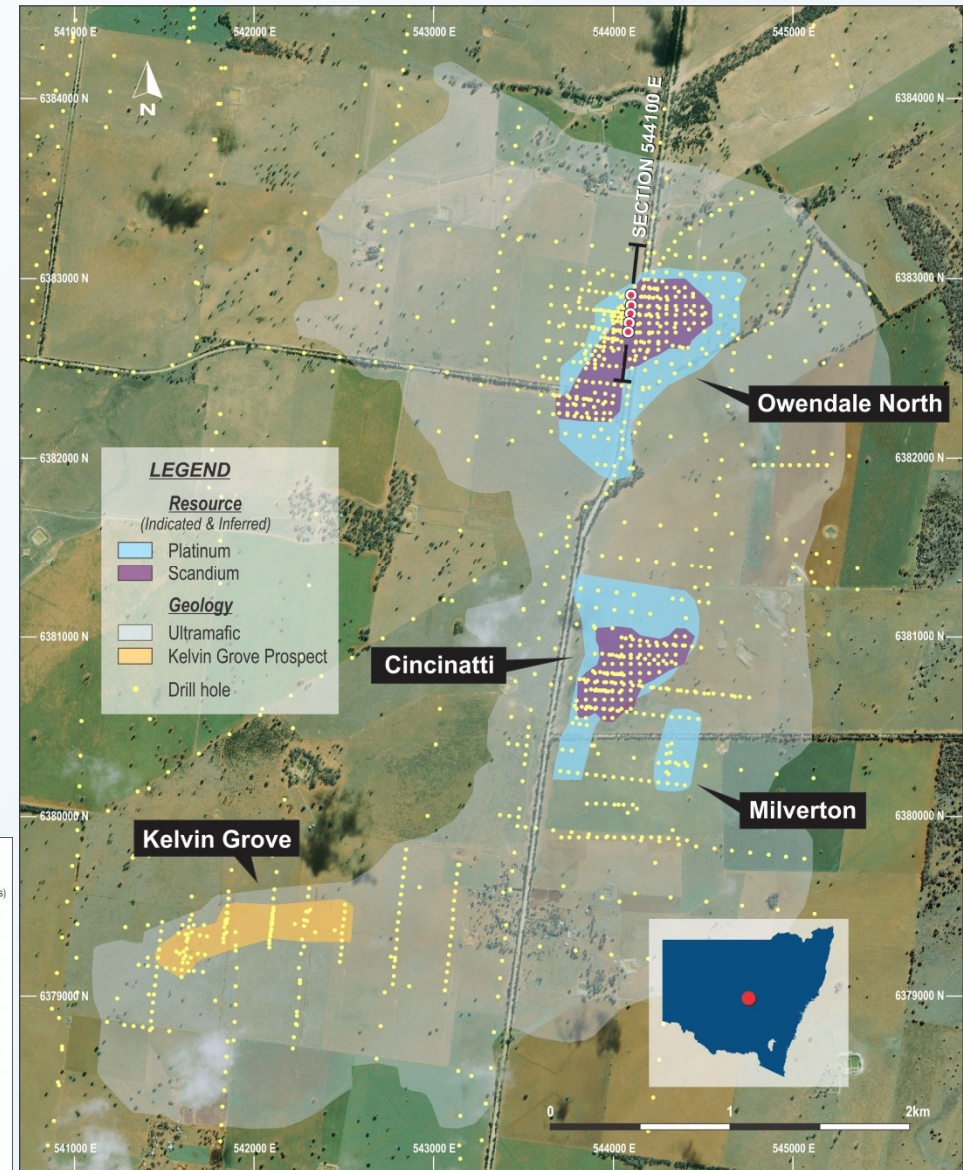 541000 E
542000 E
543000 E
544000 E
545000 E
6384000 N
6384000 N
N
SECTION 544100 E
6383000 N
6383000 N
Owendale North
6382000 N
6382000 N
LEGEND
Resource
(Indicated & Inferred)
Platinum
Scandium
Geology
Ultramafic
Kelvin Grove Prospect
Drill hole
6381000 N
6381000 N
Cincinatti
6380000 N
6380000 N
Milverton
Kelvin Grove
s)
6379000 N
6379000 N
0
1
2km
541000 E
542000 E
543000 E
544000 E
545000 E